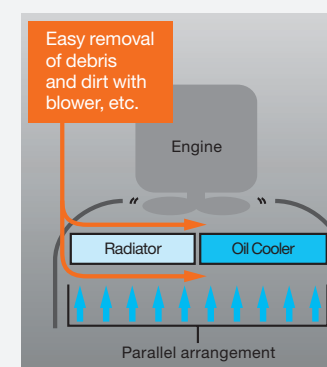 Easy removal
of debris
and dirt with
blower, etc.
Engine
Radiator
Oil Cooler
Parallel arrangement